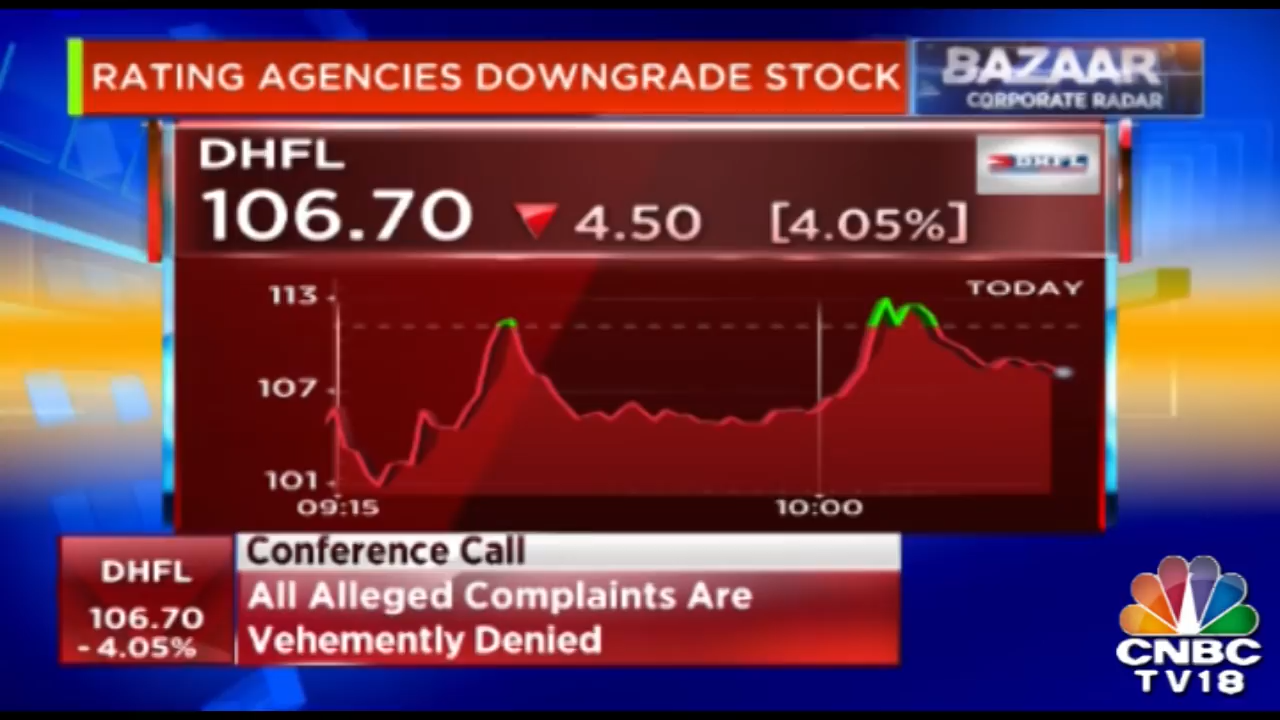 RATING AGENCIES DOWNGRADE STOCK
BAZAAR
CORPORATE RADAR
DHFL
DHFL
106.70 ▼ 4.50 [4.05%]
TODAY
113
107
101
09:15 10:00
DHFL
106.70
- 4.05%
Conference Call
All Alleged Complaints Are
Vehemently Denied
CNBC
TV18